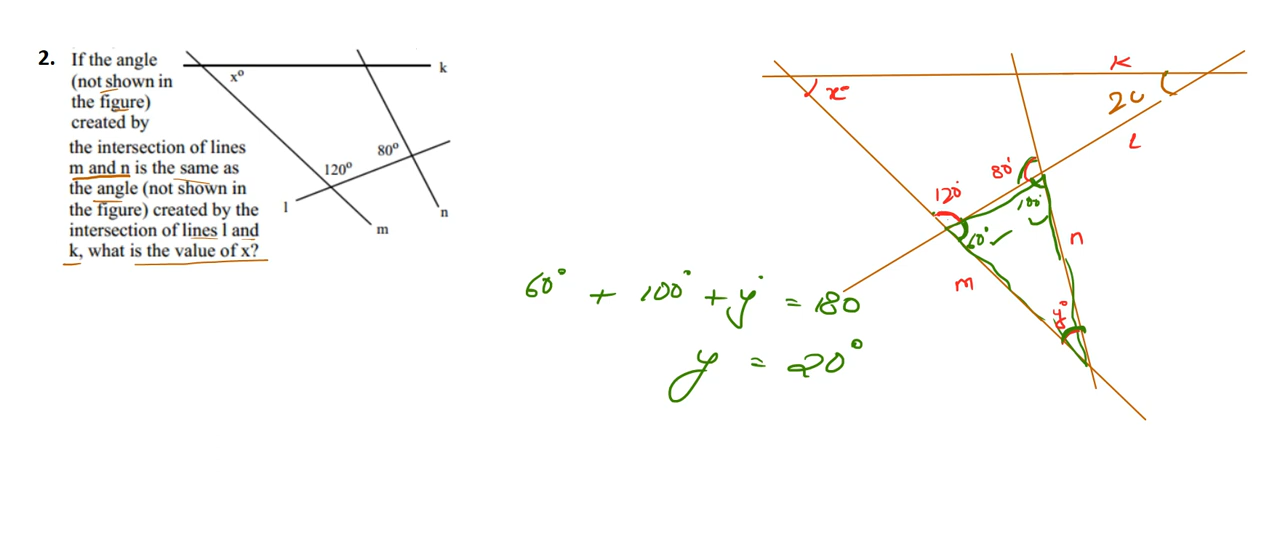 2. If the angle
(not shown in
the figure)
created by
the intersection of lines
m and n is the same as
the angle (not shown in
the figure) created by the
intersection of lines l and
k, what is the value of x?
x°
k
80°
120°
l
n
m
k
x°
20
L
80°
120°
100°
60°
n
m
y°
60° + 100° + y° = 180
y = 20°